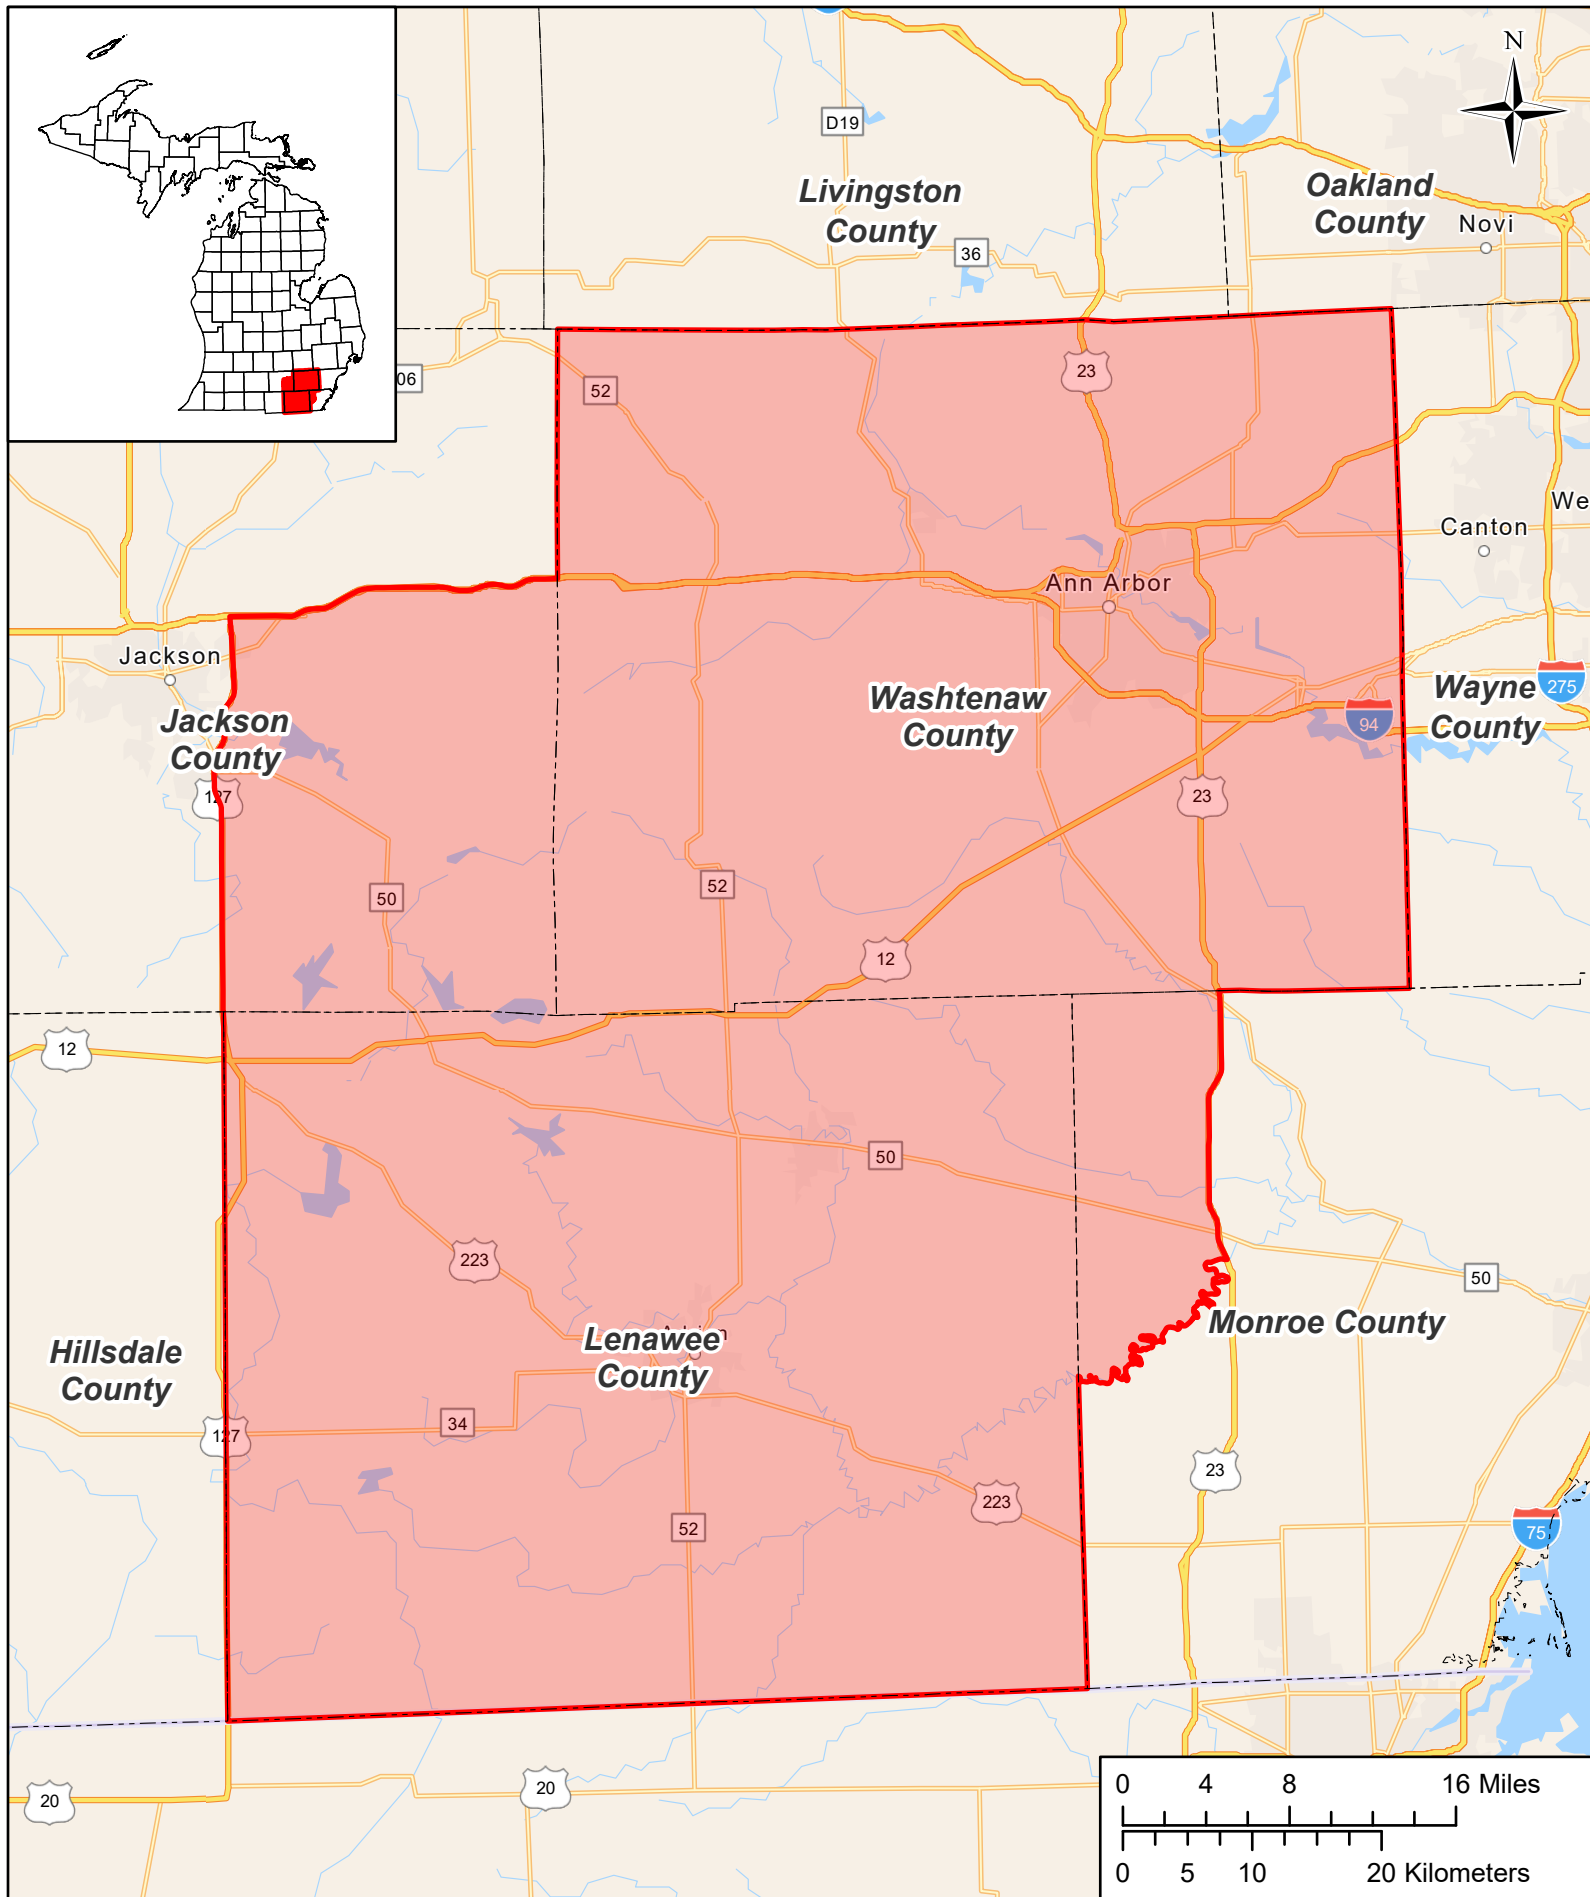 N
D19
Livingston
County
Oakland
County
Novi
36
06
52
23
Canton
We
Ann Arbor
Jackson
Jackson
County
Washtenaw
County
Wayne
County
275
94
127
23
50
52
12
12
50
223
50
Lenawee
County
Monroe County
Hillsdale
County
34
127
23
223
52
75
20
20
0 4 8 16 Miles
0 5 10 20 Kilometers